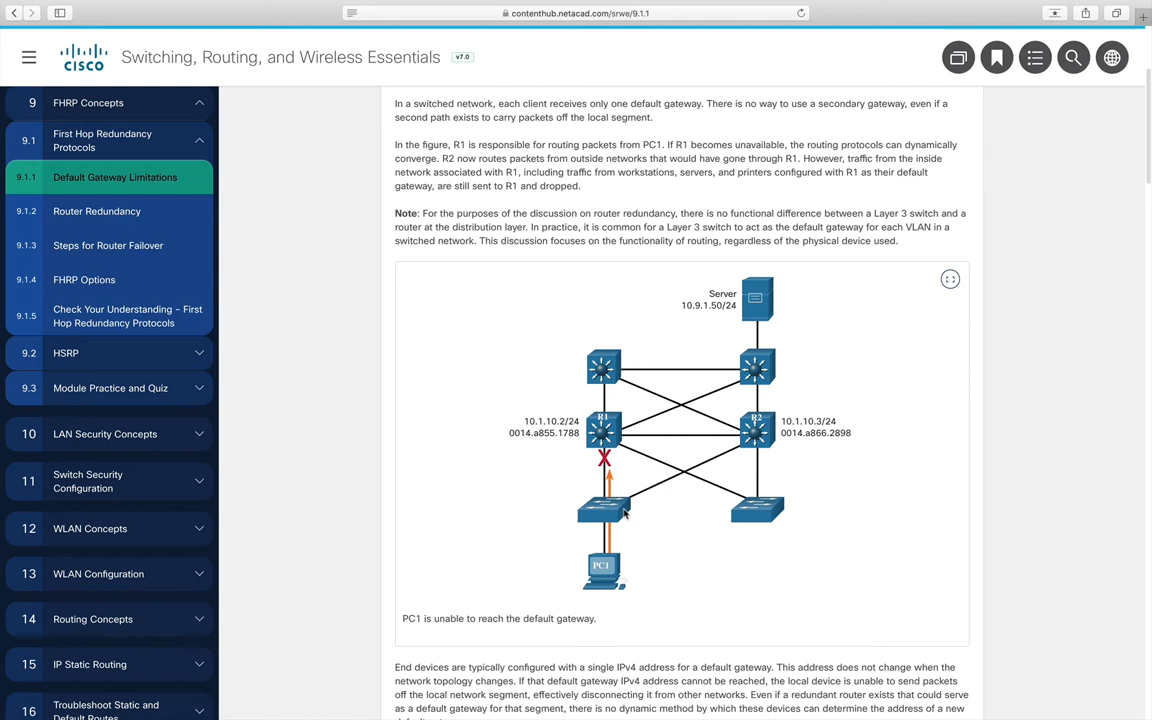 contenthub.netacad.com/srwe/9.1.1
CISCO
Switching, Routing, and Wireless Essentials
v7.0
9 FHRP Concepts
9.1 First Hop Redundancy
Protocols
9.1.1 Default Gateway Limitations
9.1.2 Router Redundancy
9.1.3 Steps for Router Failover
9.1.4 FHRP Options
9.1.5 Check Your Understanding - First
Hop Redundancy Protocols
9.2 HSRP
9.3 Module Practice and Quiz
10 LAN Security Concepts
11 Switch Security
Configuration
12 WLAN Concepts
13 WLAN Configuration
14 Routing Concepts
15 IP Static Routing
16 Troubleshoot Static and
Default Routes
In a switched network, each client receives only one default gateway. There is no way to use a secondary gateway, even if a
second path exists to carry packets off the local segment.
In the figure, R1 is responsible for routing packets from PC1. If R1 becomes unavailable, the routing protocols can dynamically
converge. R2 now routes packets from outside networks that would have gone through R1. However, traffic from the inside
network associated with R1, including traffic from workstations, servers, and printers configured with R1 as their default
gateway, are still sent to R1 and dropped.
Note: For the purposes of the discussion on router redundancy, there is no functional difference between a Layer 3 switch and a
router at the distribution layer. In practice, it is common for a Layer 3 switch to act as the default gateway for each VLAN in a
switched network. This discussion focuses on the functionality of routing, regardless of the physical device used.
Server
10.9.1.50/24
R1
R2
10.1.10.2/24
0014.a855.1788
10.1.10.3/24
0014.a866.2898
X
PC1
PC1 is unable to reach the default gateway.
End devices are typically configured with a single IPv4 address for a default gateway. This address does not change when the
network topology changes. If that default gateway IPv4 address cannot be reached, the local device is unable to send packets
off the local network segment, effectively disconnecting it from other networks. Even if a redundant router exists that could serve
as a default gateway for that segment, there is no dynamic method by which these devices can determine the address of a new